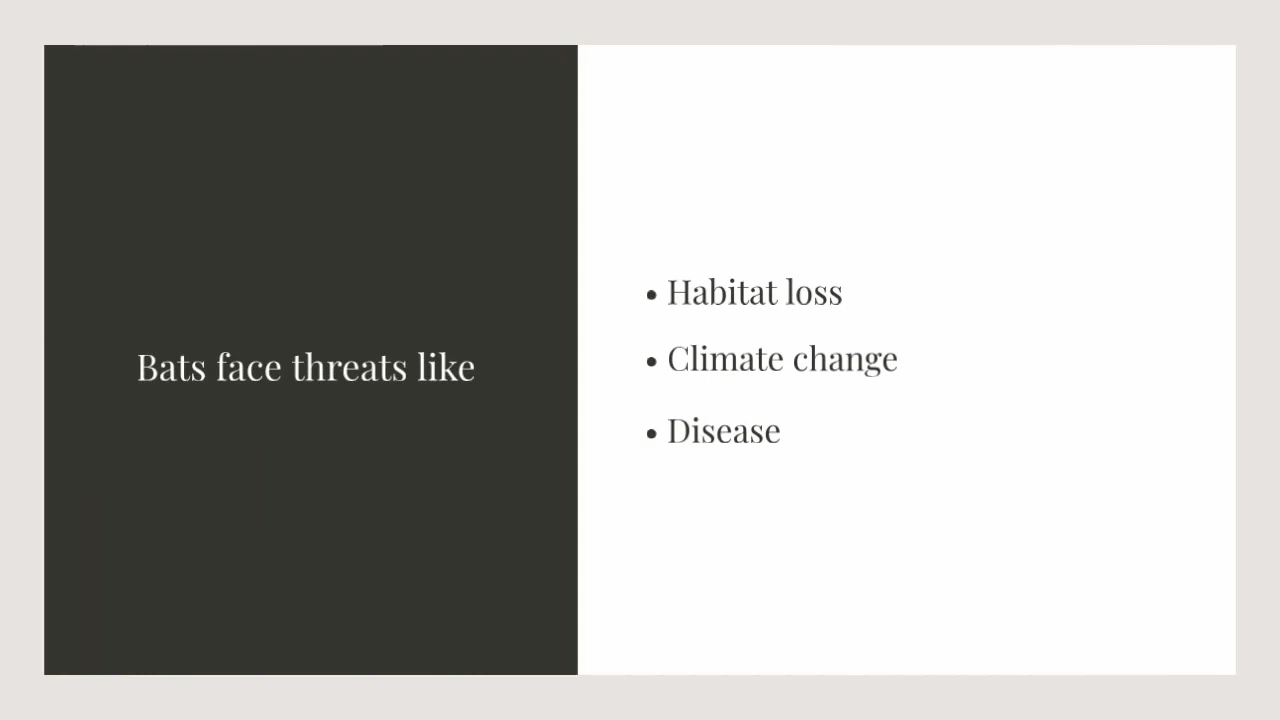 Bats face threats like
• Habitat loss
• Climate change
• Disease